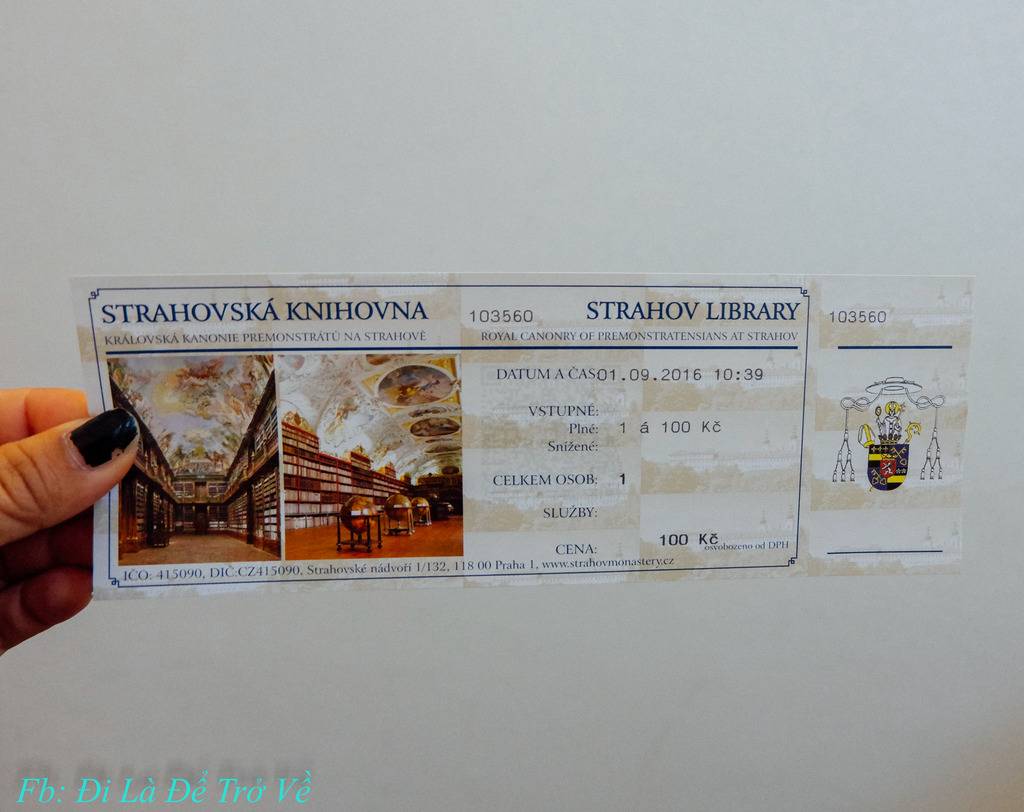 STRAHOVSKÁ KNIHOVNA 103560 STRAHOV LIBRARY 103560
KRÁLOVSKÁ KANONIE PREMONSTRÁTŮ NA STRAHOVĚ ROYAL CANONRY OF PREMONSTRATENSIANS AT STRAHOV
DATUM A ČAS: 01.09.2016 10:39
VSTUPNÉ:
Plné: 1 á 100 Kč
Snížené:
CELKEM OSOB: 1
SLUŽBY:
CENA: 100 Kč osvobozeno od DPH
IČO: 415090, DIČ:CZ415090, Strahovské nádvoří 1/132, 118 00 Praha 1, www.strahovmonastery.cz
Fb: Đi Là Để Trở Về